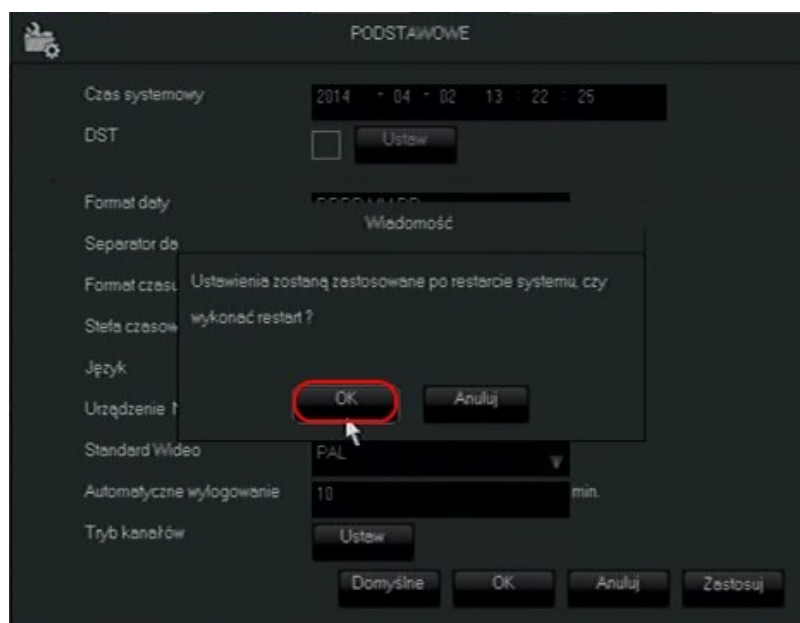 PODSTAWOWE
Czas systemowy 2014 - 04 - 02 13 : 22 : 25
DST Ustaw
Format daty
Wiadomość
Separator da
Format czasu
Ustawienia zostaną zastosowane po restarcie systemu, czy
Stefa czasow
wykonać restart ?
Język
OK Anuluj
Urządzenie
Standard Wideo PAL
Automatyczne wylogowanie 10 min.
Tryb kanałów Ustaw
Domyślne OK Anuluj Zastosuj